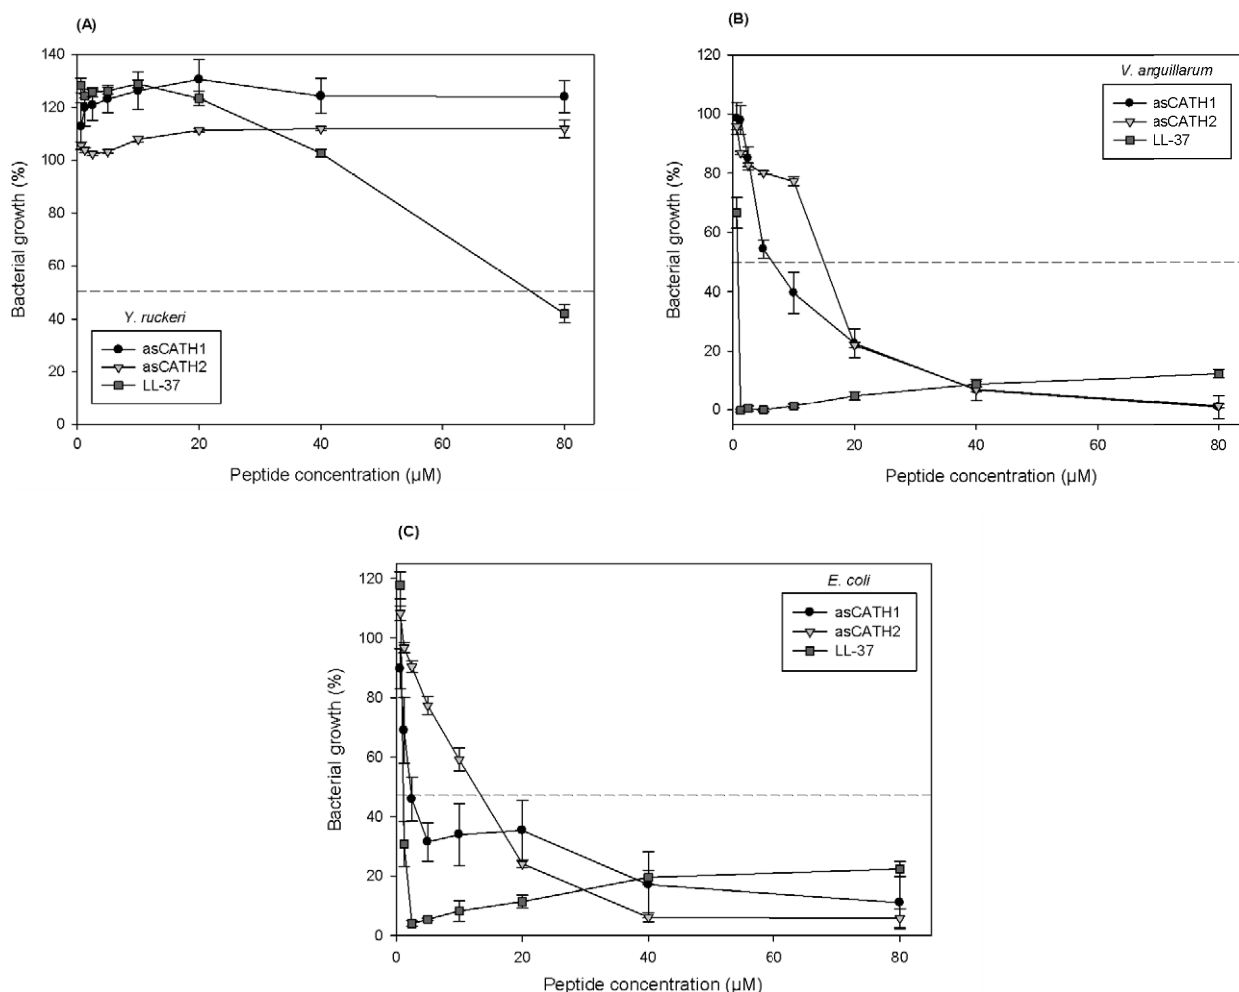 (A)
140
120
100
80
60
40
20
0
Bacterial growth (%)
Y. ruckeri
asCATH1
asCATH2
LL-37
0 20 40 60 80
Peptide concentration (µM)
(B)
120
100
80
60
40
20
0
Bacterial growth (%)
V. anguillarum
asCATH1
asCATH2
LL-37
0 20 40 60 80
Peptide concentration (µM)
(C)
120
100
80
60
40
20
0
Bacterial growth (%)
E. coli
asCATH1
asCATH2
LL-37
0 20 40 60 80
Peptide concentration (µM)